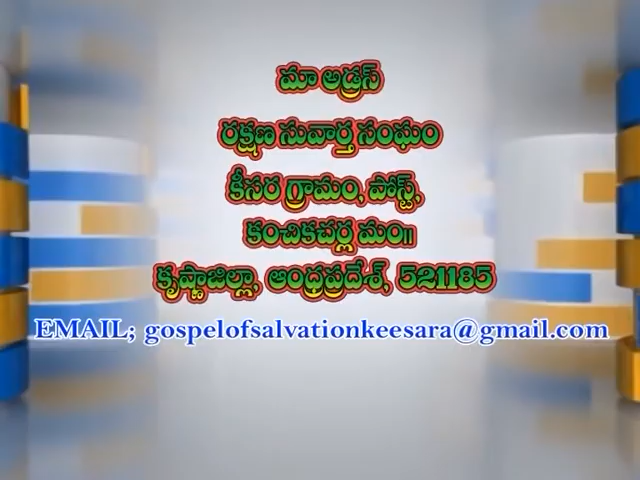 మా అడ్రస్
రక్షణ సువార్త సంఘం
కీసర గ్రామం, పోస్ట్,
కంచికచర్ల మం॥
కృష్ణాజిల్లా, ఆంధ్రప్రదేశ్, 521185
EMAIL; gospelofsalvationkeesara@gmail.com